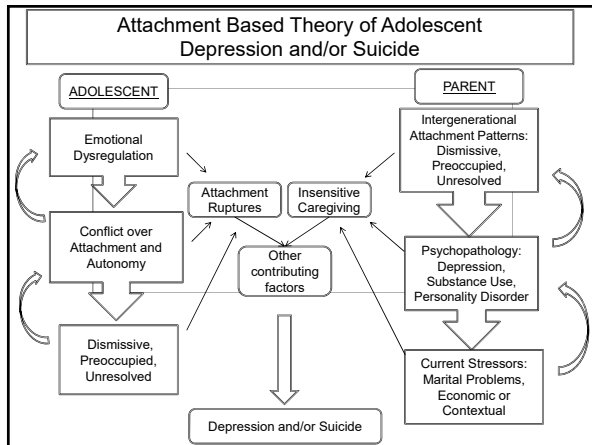 Attachment Based Theory of Adolescent
Depression and/or Suicide
ADOLESCENT
PARENT
Emotional
Dysregulation
Intergenerational
Attachment Patterns:
Dismissive,
Preoccupied,
Unresolved
Attachment
Ruptures
Insensitive
Caregiving
Conflict over
Attachment and
Autonomy
Other
contributing
factors
Psychopathology:
Depression,
Substance Use,
Personality Disorder
Dismissive,
Preoccupied,
Unresolved
Current Stressors:
Marital Problems,
Economic or
Contextual
Depression and/or Suicide